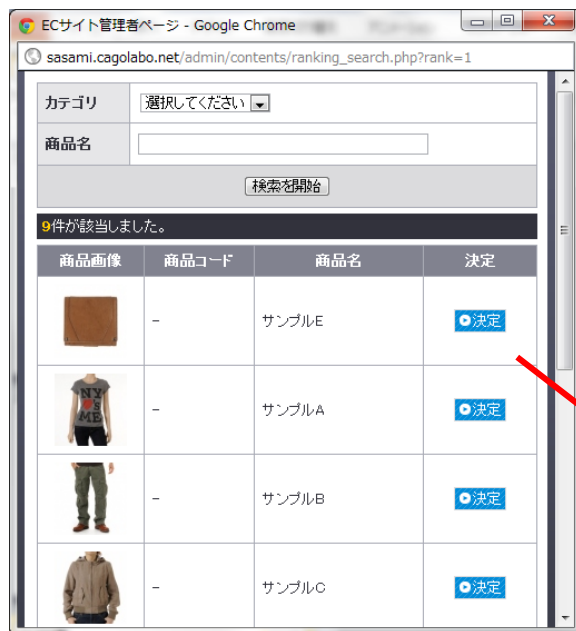 ECサイト管理者ページ - Google Chrome
sasami.cagolabo.net/admin/contents/ranking_search.php?rank=1
カテゴリ 選択してください
商品名
検索を開始
9件が該当しました。
商品画像 商品コード 商品名 決定
- サンプルE 決定
NY
ME
- サンプルA 決定
- サンプルB 決定
- サンプルC 決定